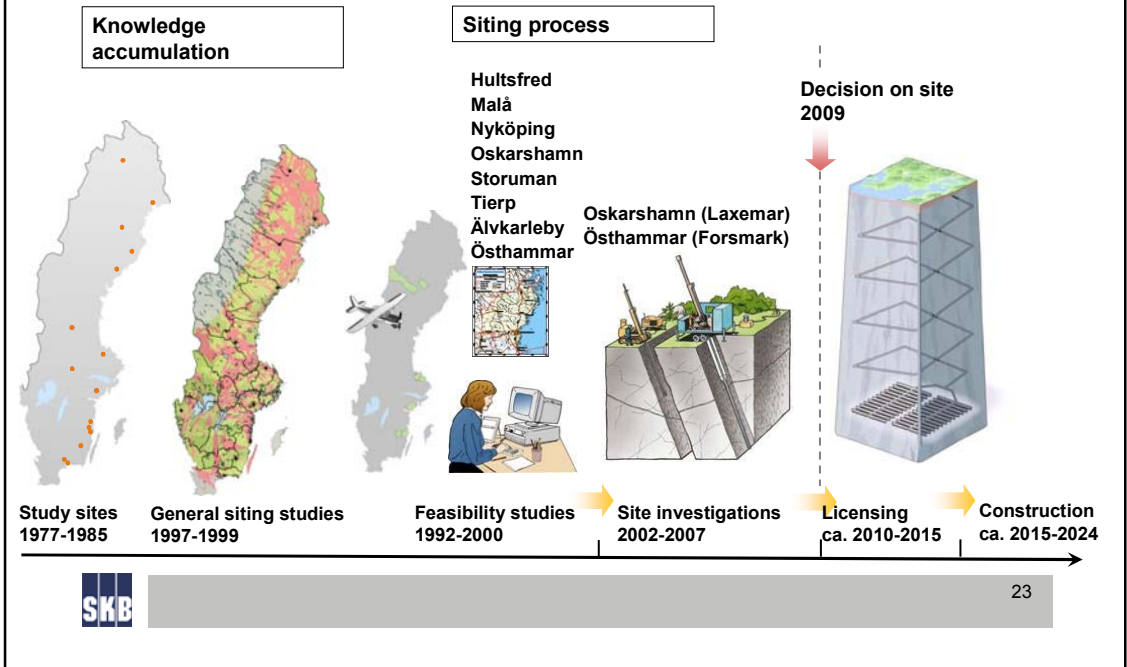 Knowledge
accumulation
Siting process
Hultsfred
Malå
Nyköping
Oskarshamn
Storuman
Tierp
Älvkarleby
Östhammar
Oskarshamn (Laxemar)
Östhammar (Forsmark)
Decision on site
2009
Study sites
1977-1985
General siting studies
1997-1999
Feasibility studies
1992-2000
Site investigations
2002-2007
Licensing
ca. 2010-2015
Construction
ca. 2015-2024
SKB
23